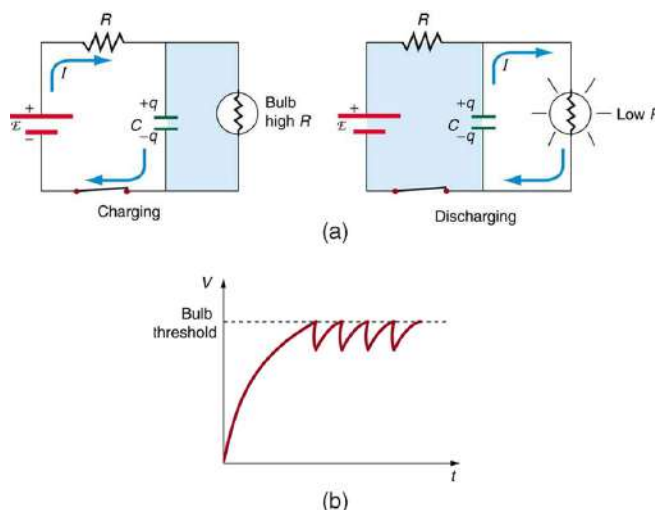 R
R
I
I
+
ℰ
−
+q
C
−q
Bulb
high R
+
ℰ
−
+q
C
−q
Low R
Charging
Discharging
(a)
V
Bulb
threshold
t
(b)